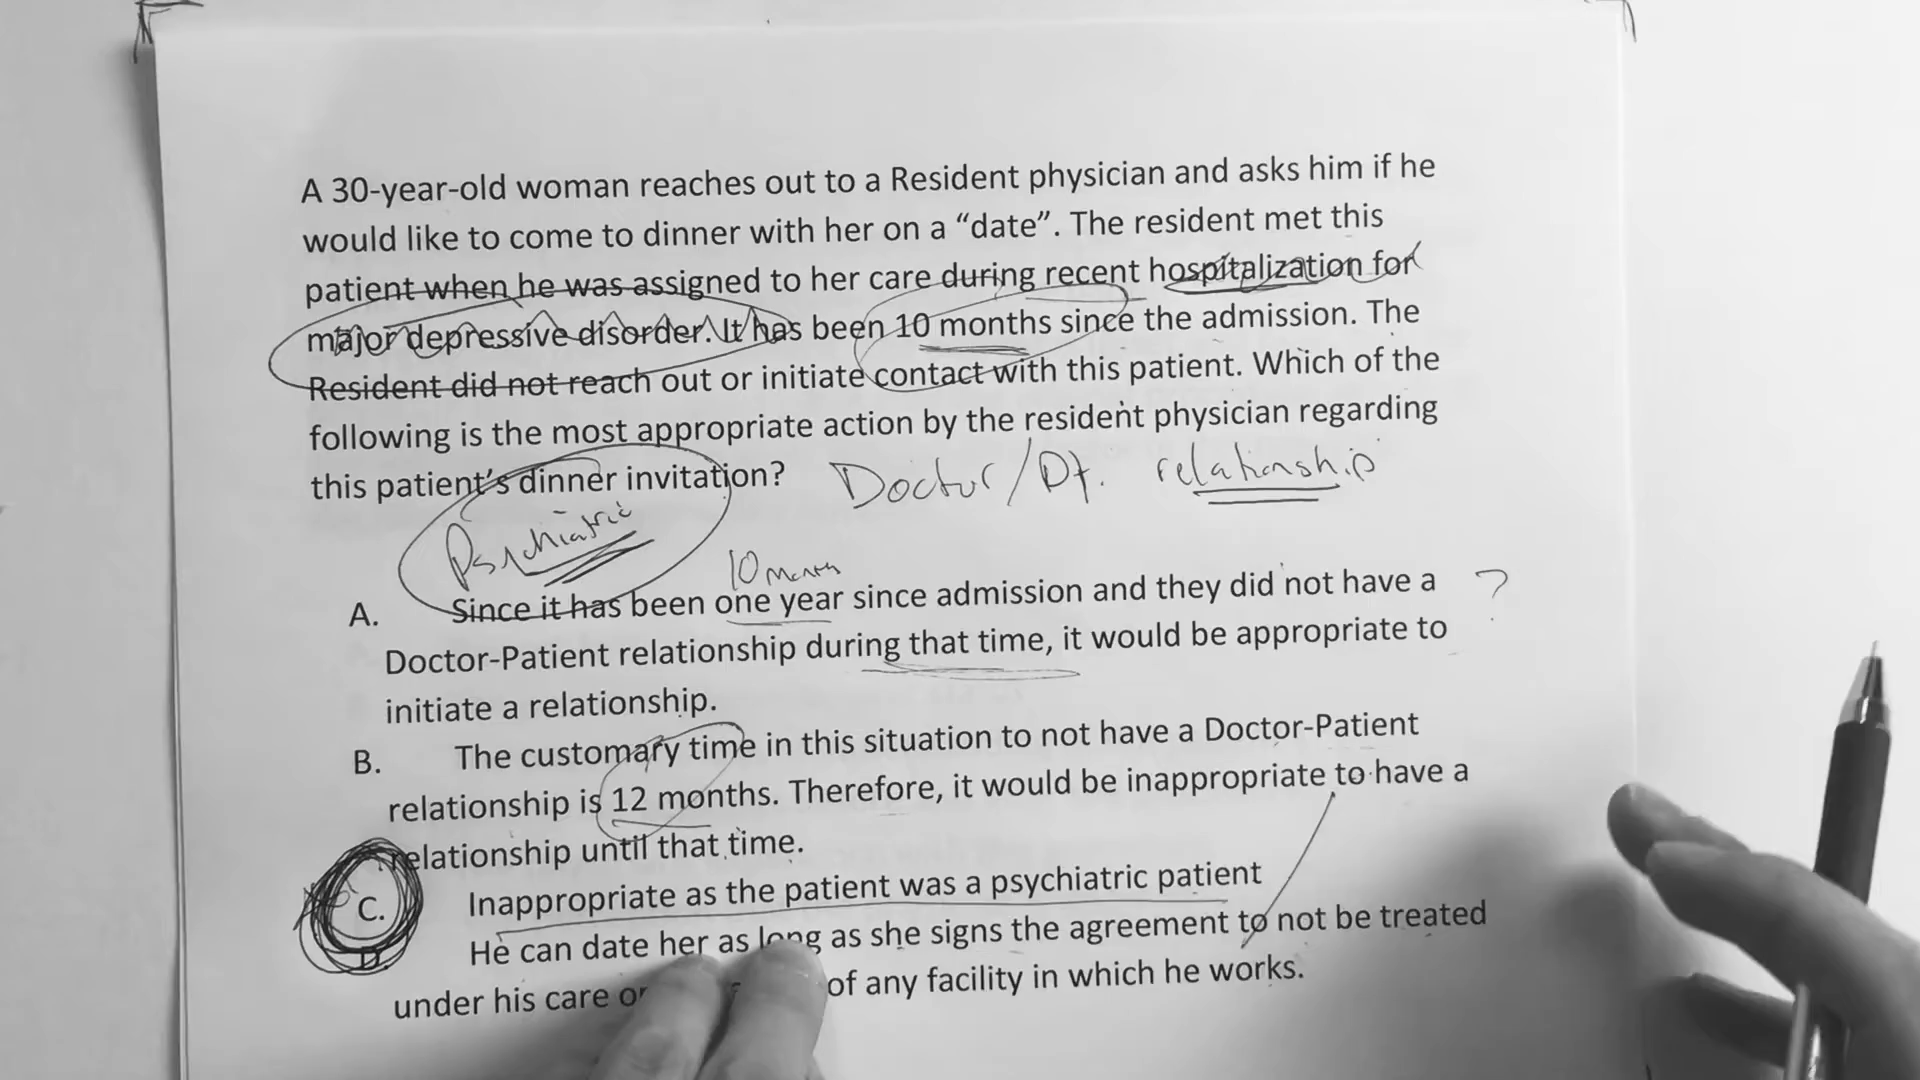 A 30-year-old woman reaches out to a Resident physician and asks him if he
would like to come to dinner with her on a “date”. The resident met this
patient when he was assigned to her care during recent hospitalization for
major depressive disorder. It has been 10 months since the admission. The
Resident did not reach out or initiate contact with this patient. Which of the
following is the most appropriate action by the resident physician regarding
this patient’s dinner invitation? Doctor/Pt. relationship
Psychiatric
10 months
A. Since it has been one year since admission and they did not have a ?
Doctor-Patient relationship during that time, it would be appropriate to
initiate a relationship.
B. The customary time in this situation to not have a Doctor-Patient
relationship is 12 months. Therefore, it would be inappropriate to have a
relationship until that time.
C. Inappropriate as the patient was a psychiatric patient
D. He can date her as long as she signs the agreement to not be treated
under his care or of any facility in which he works.